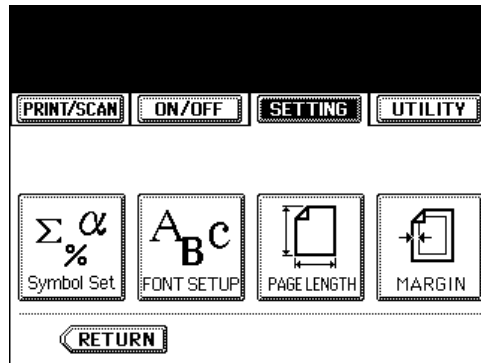 PRINT/SCAN ON/OFF SETTING UTILITY
Σ α % A B C
Symbol Set FONT SETUP PAGE LENGTH MARGIN
RETURN